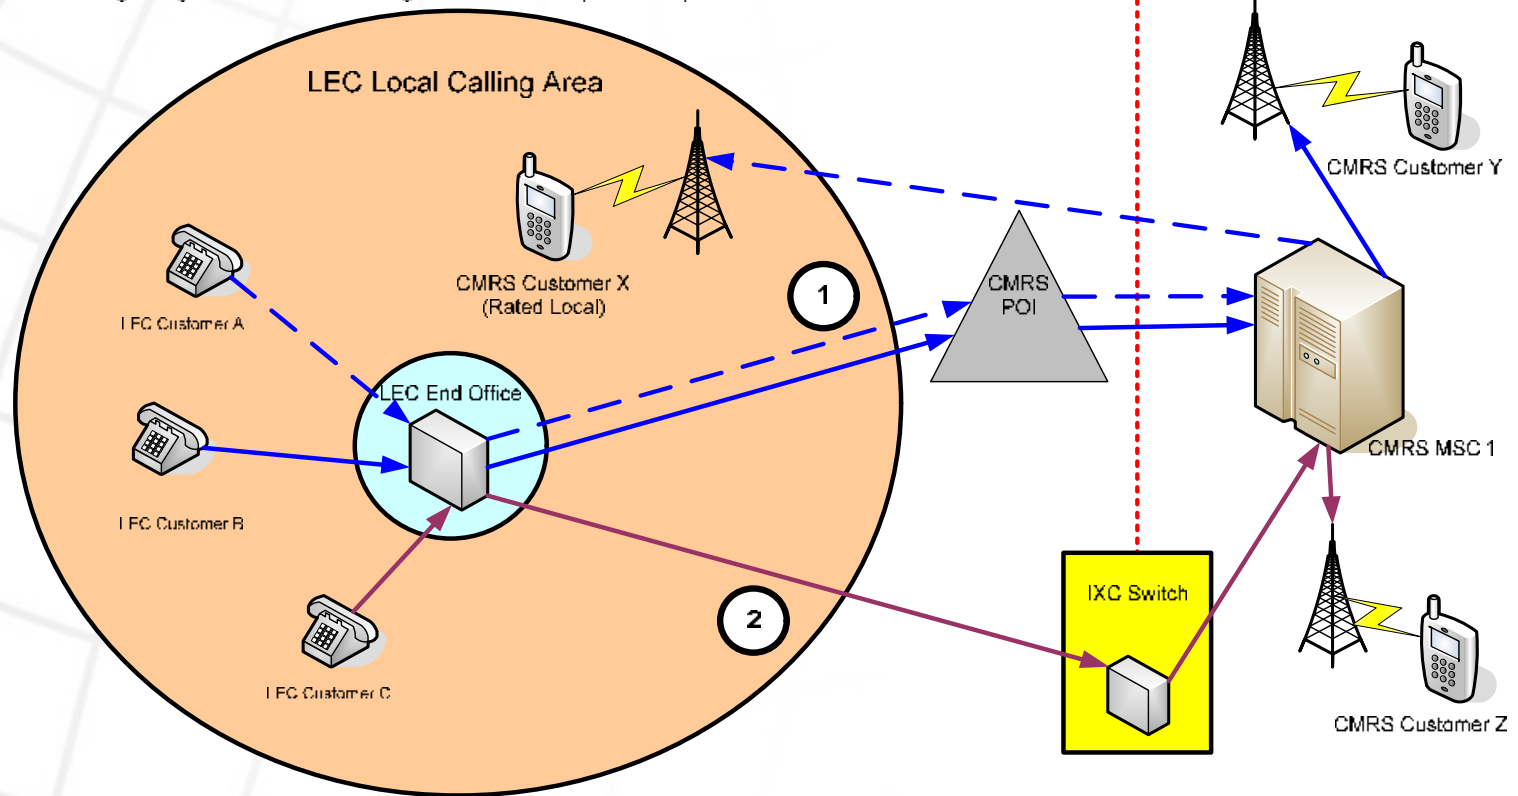 LEC Local Calling Area
CMRS Customer Y
CMRS Customer X
(Rated Local)
1
CMRS
POI
LEC Customer A
LEC End Office
CMRS MSC 1
LEC Customer B
IXC Switch
2
LEC Customer C
CMRS Customer Z